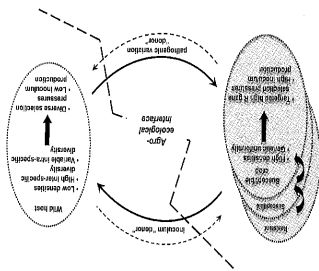 Inoculum "donor"
Resistant
Susceptible
Susceptible
crop
• High densities
• Genetic uniformity
• Targeted high R gene
selection pressures
• High inoculum
production
Agro-
ecological
interface
Wild host
• Low densities
• High inter-specific
diversity
• Variable intra-specific
diversity
• Diverse selection
pressures
• Low inoculum
production
pathogenic variation
"donor"